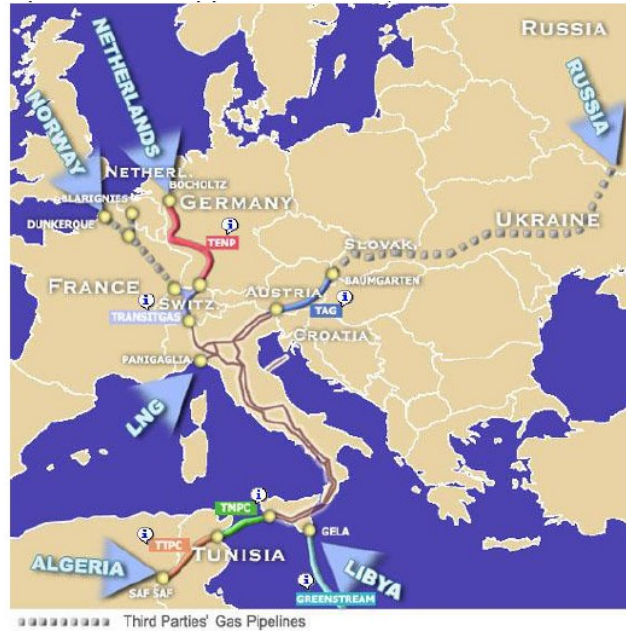 RUSSIA
NETHERLANDS
RUSSIA
NORWAY
NETHERL.
BOCHOLTZ
BLARIGNIES
GERMANY
DUNKERQUE
UKRAINE
TENP
SLOVAK.
FRANCE
BAUMGARTEN
AUSTRIA
SWITZ.
TRANSITGAS
TAG
CROATIA
PANIGAGLIA
LNG
TMPC
GELA
TTPC
TUNISIA
ALGERIA
LIBYA
SAF SAF
GREENSTREAM
Third Parties' Gas Pipelines